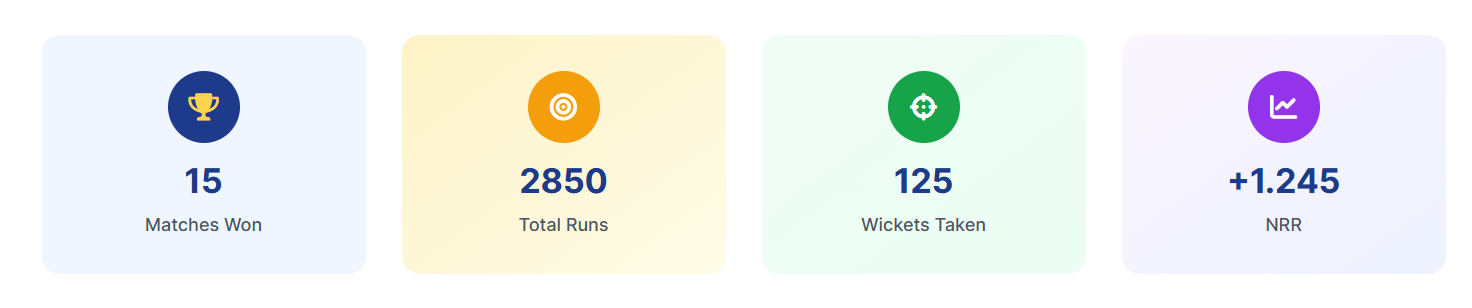 15
Matches Won
2850
Total Runs
125
Wickets Taken
+1.245
NRR